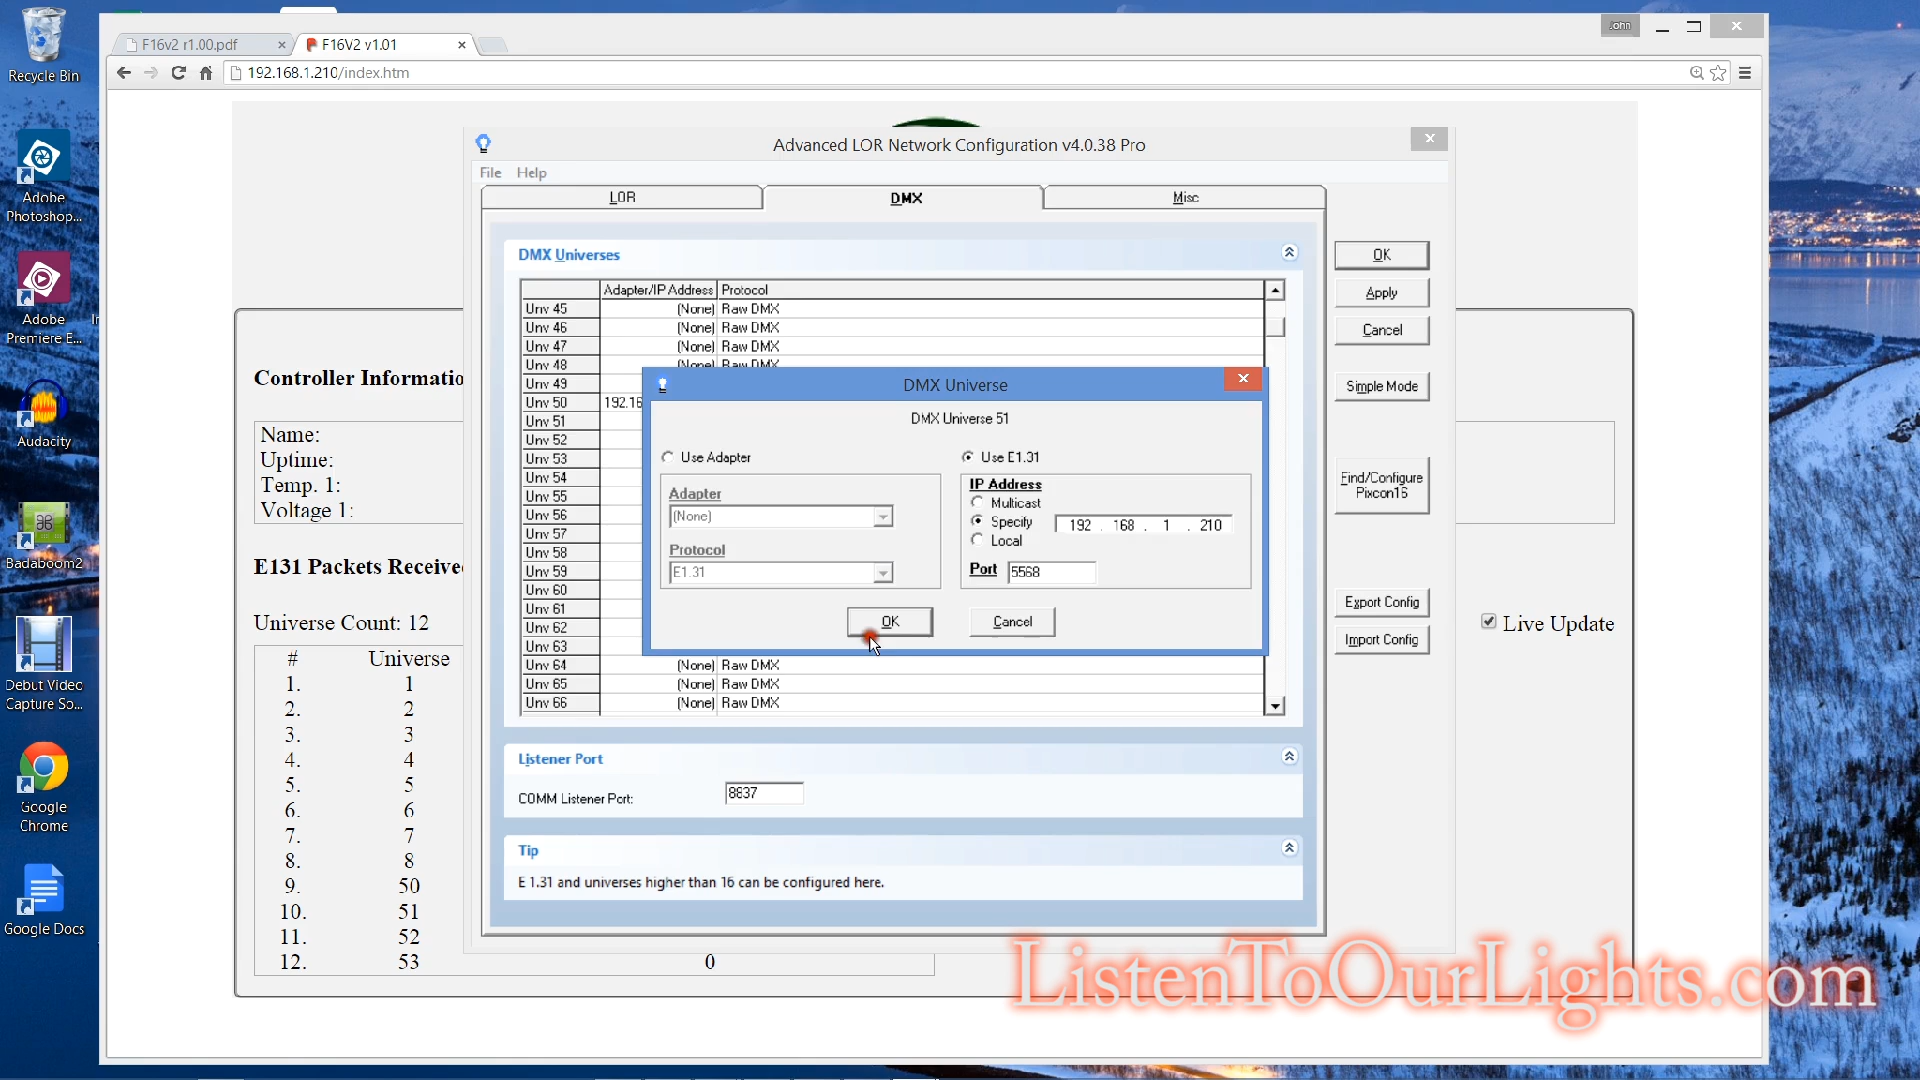 Recycle Bin
Adobe
Photoshop...
Adobe
Premiere E...
Audacity
Badaboom2
Debut Video
Capture So...
Google
Chrome
Google Docs
F16v2 r1.00.pdf
F16V2 v1.01
John
192.168.1.210/index.htm
Controller Informatio
Name:
Uptime:
Temp. 1:
Voltage 1:
E131 Packets Receive
Universe Count: 12
# Universe
1. 1
2. 2
3. 3
4. 4
5. 5
6. 6
7. 7
8. 8
9. 50
10. 51
11. 52
12. 53 0
Live Update
Advanced LOR Network Configuration v4.0.38 Pro
File Help
LOR DMX Misc
DMX Universes
Adapter/IP Address Protocol
Unv 45 (None) Raw DMX
Unv 46 (None) Raw DMX
Unv 47 (None) Raw DMX
Unv 48 (None) Raw DMX
Unv 49
Unv 50 192.16
Unv 51
Unv 52
Unv 53
Unv 54
Unv 55
Unv 56
Unv 57
Unv 58
Unv 59
Unv 60
Unv 61
Unv 62
Unv 63
Unv 64 (None) Raw DMX
Unv 65 (None) Raw DMX
Unv 66 (None) Raw DMX
DMX Universe
DMX Universe 51
Use Adapter
Use E1.31
Adapter
(None)
Protocol
E1.31
IP Address
Multicast
Specify 192 . 168 . 1 . 210
Local
Port 5568
OK Cancel
Listener Port
COMM Listener Port: 8837
Tip
E 1.31 and universes higher than 16 can be configured here.
OK
Apply
Cancel
Simple Mode
Find/Configure
Pixcon16
Export Config
Import Config
ListenToOurLights.com